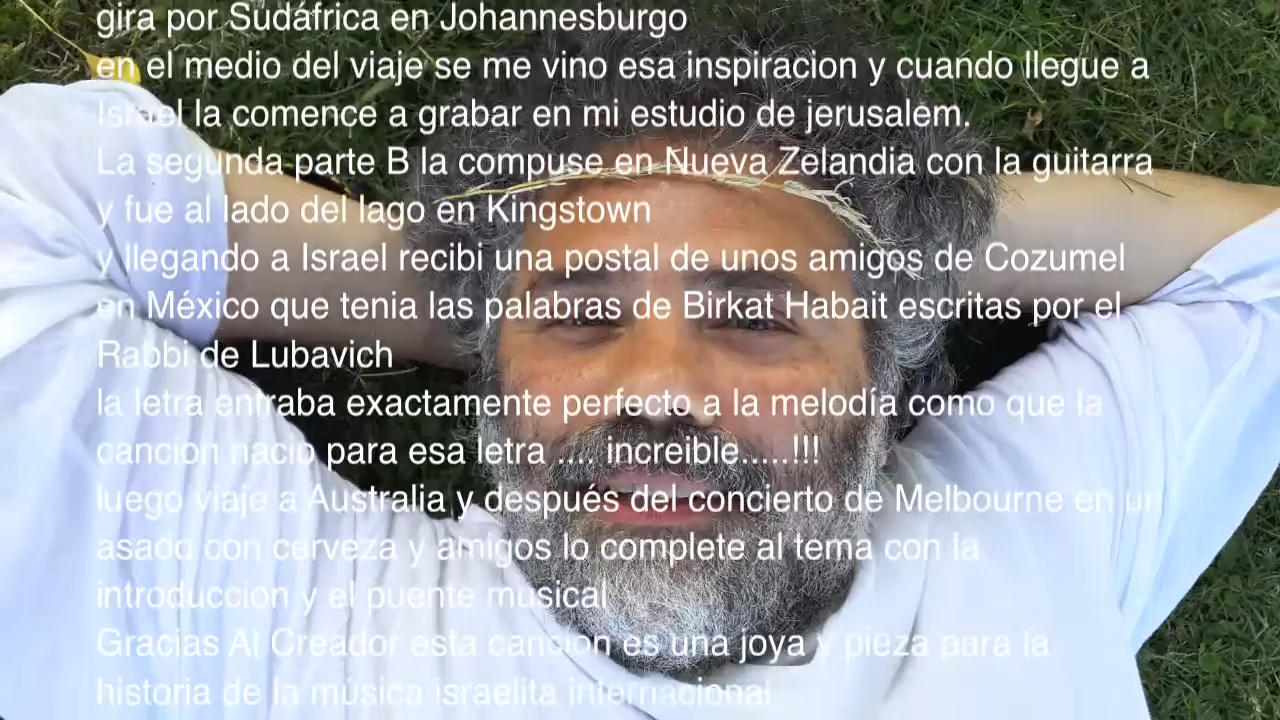 gira por Sudáfrica en Johannesburgo
en el medio del viaje se me vino esa inspiracion y cuando llegue a
Israel la comence a grabar en mi estudio de jerusalem.
La segunda parte B la compuse en Nueva Zelandia con la guitarra
y fue al lado del lago en Kingstown
y llegando a Israel recibi una postal de unos amigos de Cozumel
en México que tenia las palabras de Birkat Habait escritas por el
Rabbi de Lubavich
la letra entraba exactamente perfecto a la melodía como que la
cancion nacio para esa letra .... increible.....!!!
luego viaje a Australia y después del concierto de Melbourne en un
asado con cerveza y amigos lo complete al tema con la
introduccion y el puente musical
Gracias Al Creador esta cancion es una joya y pieza para la
historia de la música israelita internacional